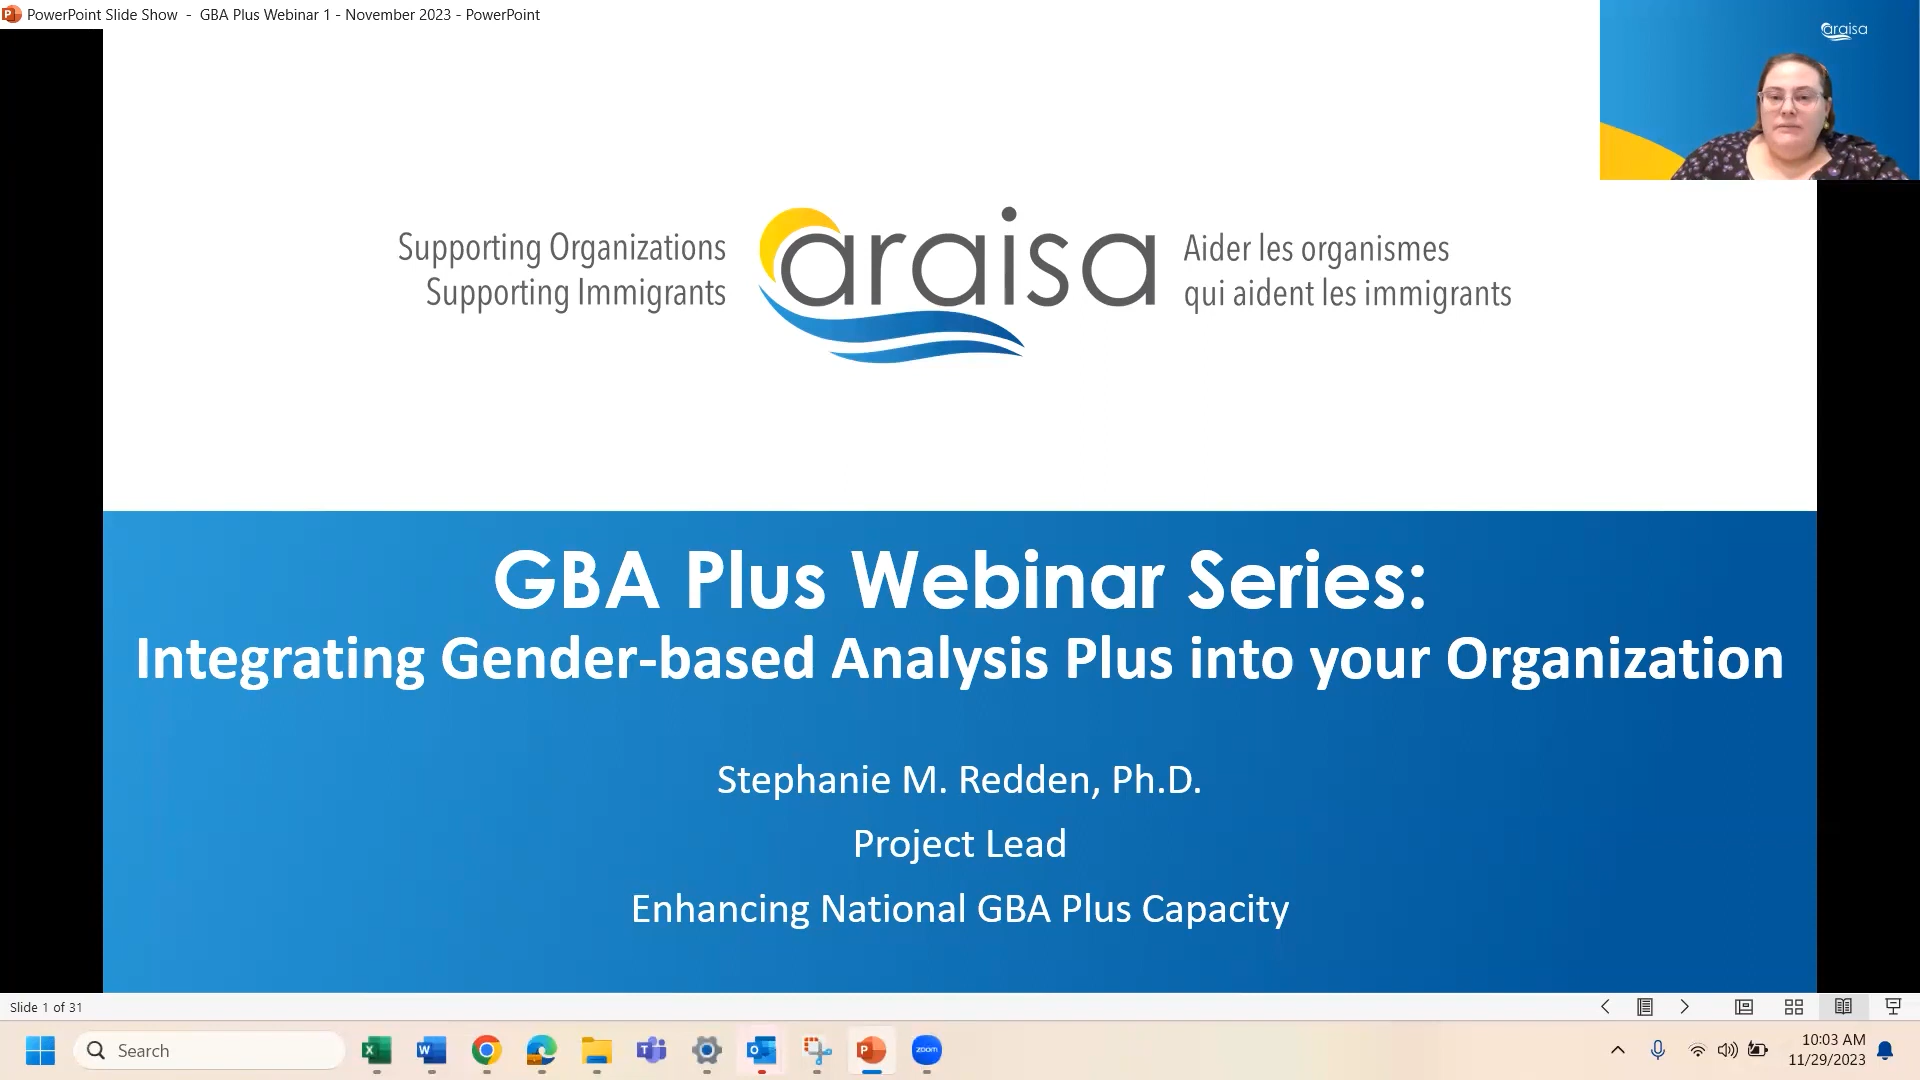 PowerPoint Slide Show - GBA Plus Webinar 1 - November 2023 - PowerPoint
araisa
Supporting Organizations
Supporting Immigrants
araisa
Aider les organismes
qui aident les immigrants
GBA Plus Webinar Series:
Integrating Gender-based Analysis Plus into your Organization
Stephanie M. Redden, Ph.D.
Project Lead
Enhancing National GBA Plus Capacity
Slide 1 of 31
Search
zoom
10:03 AM
11/29/2023